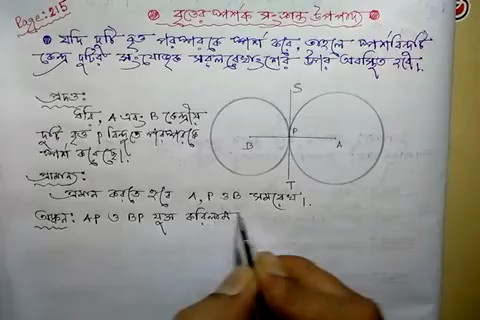 Page:215
বৃত্তের স্পর্শক সংক্রান্ত উপপাদ্য
যদি দুটি বৃত্ত পরস্পরকে স্পর্শ করে, তাহলে স্পর্শবিন্দুটি
কেন্দ্র দুটির সংযোজক সরলরেখাংশের উপর অবস্থিত হবে।
প্রদত্ত:
ধরি, A এবং B কেন্দ্রীয়
দুটি বৃত্ত P বিন্দুতে পরস্পরকে
স্পর্শ করেছে।
প্রামাণ্য:
প্রমান করতে হবে A, P ও B সমরেখ।
অঙ্কন: AP ও BP যুক্ত করিলাম
S
P
B
A
T